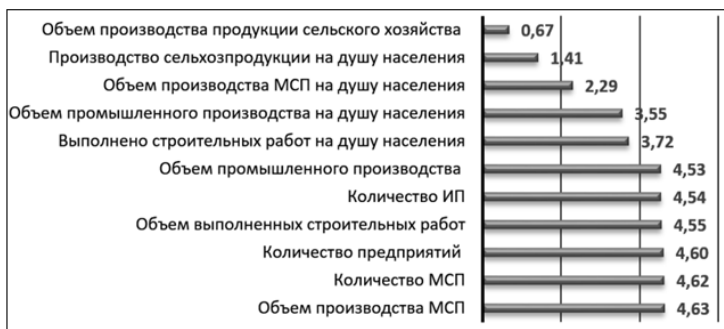 Объем производства продукции сельского хозяйства 0,67
Производство сельхозпродукции на душу населения 1,41
Объем производства МСП на душу населения 2,29
Объем промышленного производства на душу населения 3,55
Выполнено строительных работ на душу населения 3,72
Объем промышленного производства 4,53
Количество ИП 4,54
Объем выполненных строительных работ 4,55
Количество предприятий 4,60
Количество МСП 4,62
Объем производства МСП 4,63